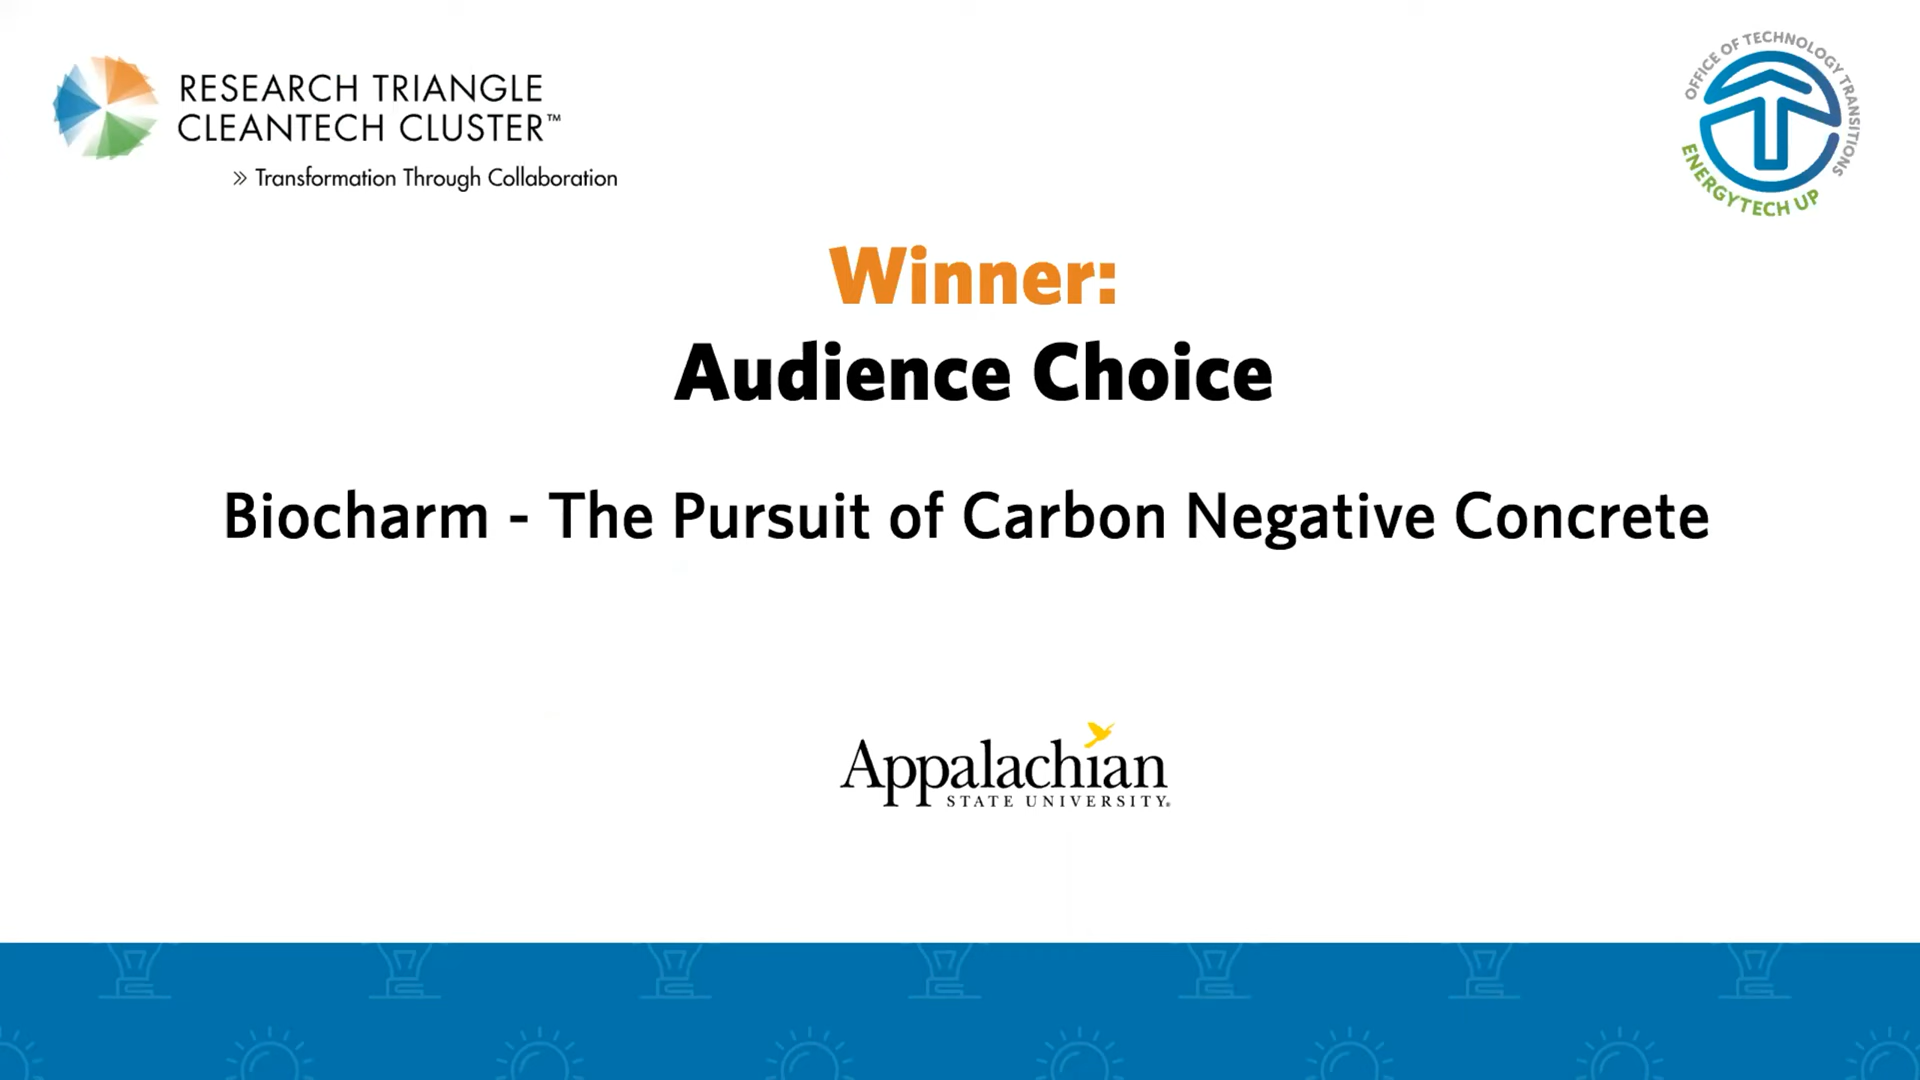 RESEARCH TRIANGLE
CLEANTECH CLUSTER™
» Transformation Through Collaboration
OFFICE OF TECHNOLOGY TRANSITIONS
ENERGYTECH UP
Winner:
Audience Choice
Biocharm - The Pursuit of Carbon Negative Concrete
Appalachian
STATE UNIVERSITY®